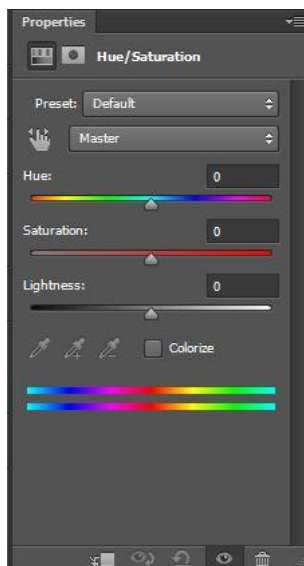 Properties
Hue/Saturation
Preset: Default
Master
Hue: 0
Saturation: 0
Lightness: 0
Colorize